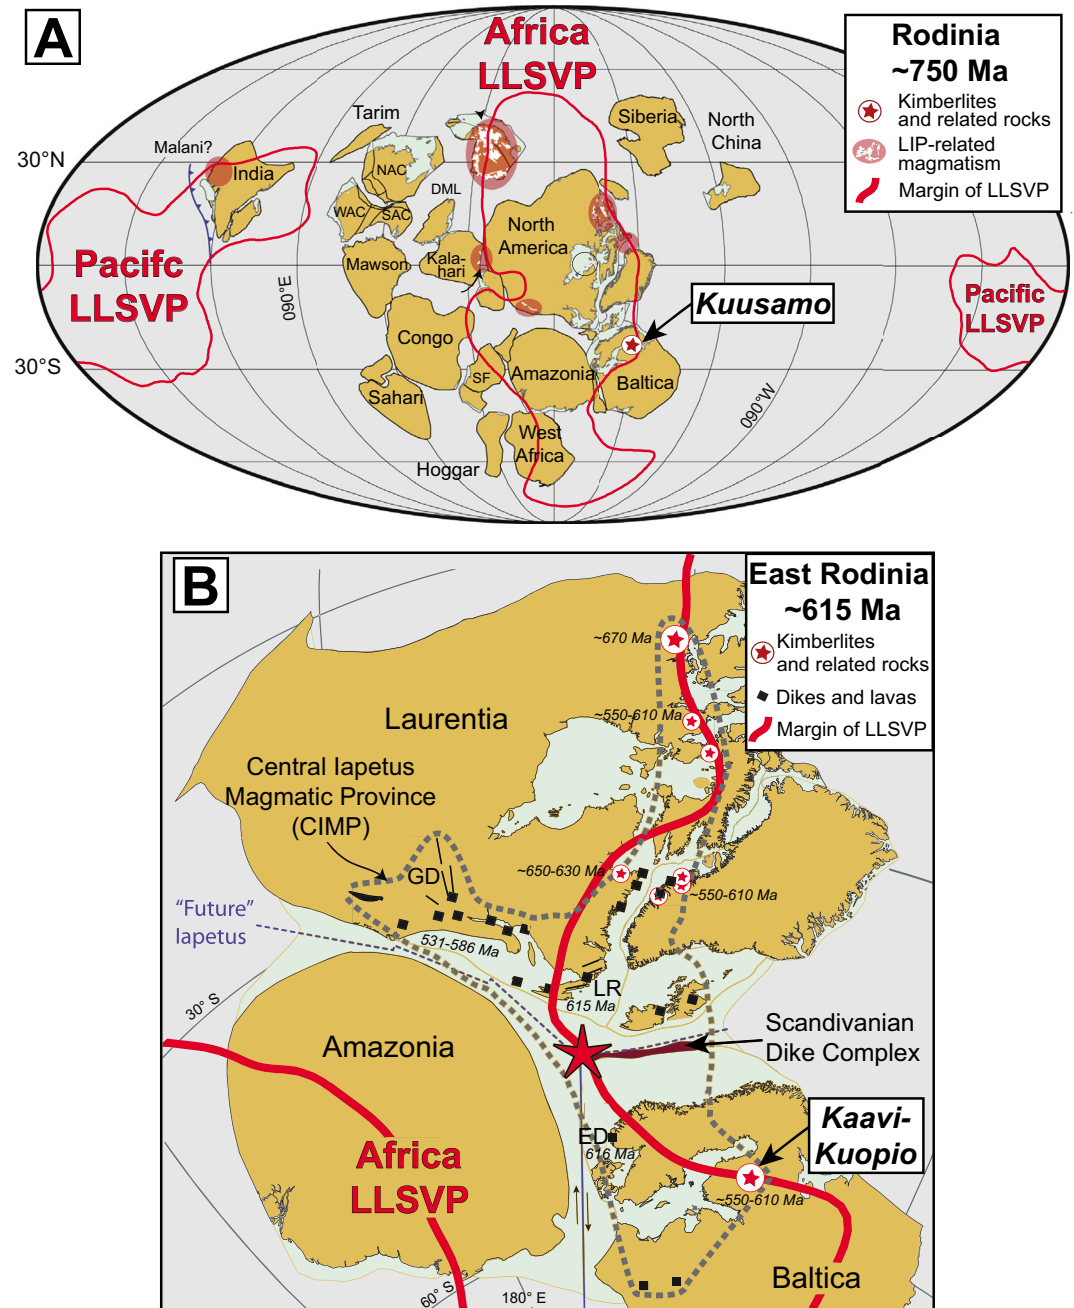 A
Africa
LLSVP
Rodinia
~750 Ma
Kimberlites
and related rocks
LIP-related
magmatism
Margin of LLSVP
Tarim
Siberia
North
China
Malani?
30°N
India
NAC
DML
WAC
SAC
North
America
Pacifc
LLSVP
Mawson
Kala-
hari
090°E
Kuusamo
Pacific
LLSVP
Congo
30°S
SF
Amazonia
Baltica
Sahari
090°W
West
Africa
Hoggar
B
East Rodinia
~615 Ma
Kimberlites
and related rocks
Dikes and lavas
Margin of LLSVP
~670 Ma
~550-610 Ma
Laurentia
Central Iapetus
Magmatic Province
(CIMP)
GD
~650-630 Ma
~550-610 Ma
"Future"
Iapetus
531-586 Ma
LR
615 Ma
30° S
Amazonia
Scandivanian
Dike Complex
Kaavi-
Kuopio
ED
616 Ma
Africa
LLSVP
~550-610 Ma
Baltica
60° S
180° E